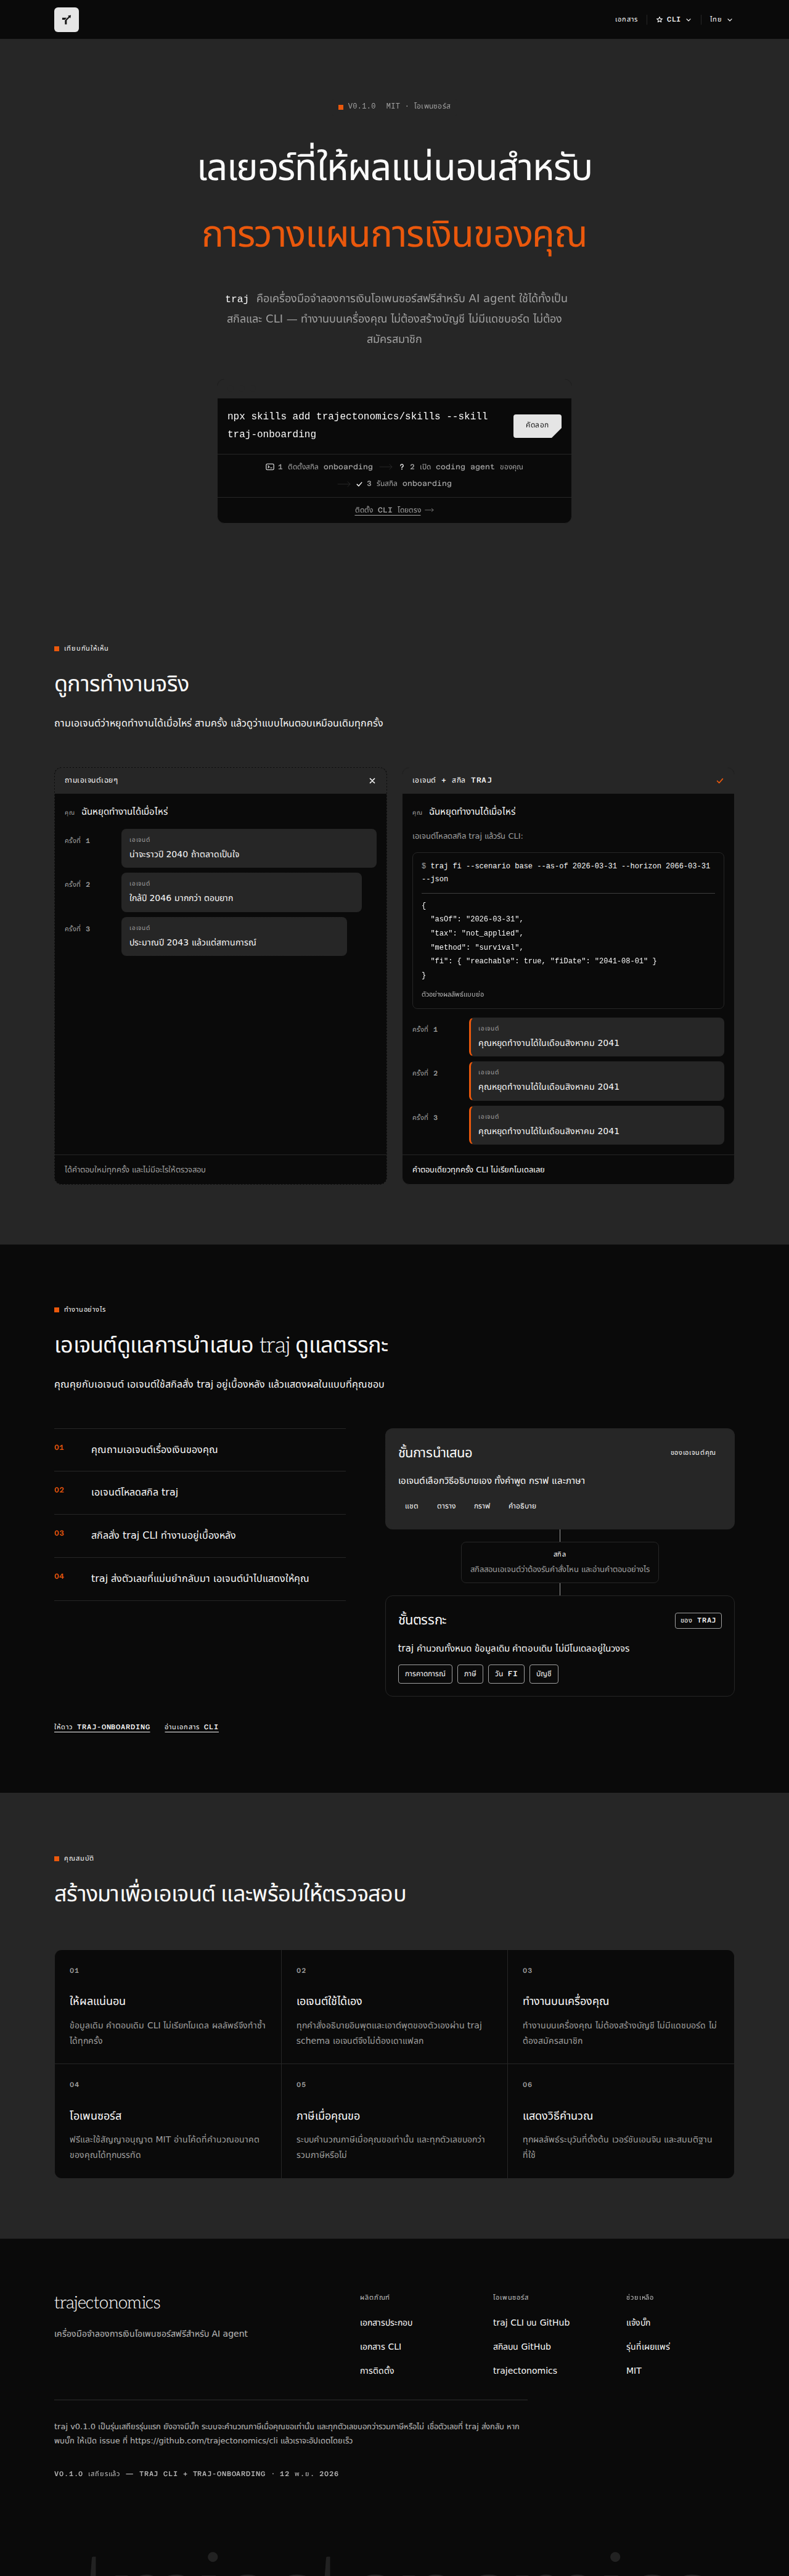 เอกสาร
CLI
ไทย
V0.1.0 MIT · โอเพนซอร์ส
เลเยอร์ที่ให้ผลแน่นอนสำหรับ
การวางแผนการเงินของคุณ
traj คือเครื่องมือจำลองการเงินโอเพนซอร์สฟรีสำหรับ AI agent ใช้ได้ทั้งเป็น
สกิลและ CLI — ทำงานบนเครื่องคุณ ไม่ต้องสร้างบัญชี ไม่มีแดชบอร์ด ไม่ต้อง
สมัครสมาชิก
npx skills add trajectonomics/skills --skill
traj-onboarding
คัดลอก
1 ติดตั้งสกิล onboarding → ? 2 เปิด coding agent ของคุณ
→ 3 รันสกิล onboarding
ติดตั้ง CLI โดยตรง →
เทียบกันให้เห็น
ดูการทำงานจริง
ถามเอเจนต์ว่าหยุดทำงานได้เมื่อไหร่ สามครั้ง แล้วดูว่าแบบไหนตอบเหมือนเดิมทุกครั้ง
ถามเอเจนต์เฉยๆ
คุณ ฉันหยุดทำงานได้เมื่อไหร่
ครั้งที่ 1
เอเจนต์
น่าจะราวปี 2040 ถ้าตลาดเป็นใจ
ครั้งที่ 2
เอเจนต์
ใกล้ปี 2046 มากกว่า ตอบยาก
ครั้งที่ 3
เอเจนต์
ประมาณปี 2043 แล้วแต่สถานการณ์
ได้คำตอบใหม่ทุกครั้ง และไม่มีอะไรให้ตรวจสอบ
เอเจนต์ + สกิล TRAJ
คุณ ฉันหยุดทำงานได้เมื่อไหร่
เอเจนต์โหลดสกิล traj แล้วรัน CLI:
$ traj fi --scenario base --as-of 2026-03-31 --horizon 2066-03-31
--json
{
"asOf": "2026-03-31",
"tax": "not_applied",
"method": "survival",
"fi": { "reachable": true, "fiDate": "2041-08-01" }
}
ตัวอย่างผลลัพธ์แบบย่อ
ครั้งที่ 1
เอเจนต์
คุณหยุดทำงานได้ในเดือนสิงหาคม 2041
ครั้งที่ 2
เอเจนต์
คุณหยุดทำงานได้ในเดือนสิงหาคม 2041
ครั้งที่ 3
เอเจนต์
คุณหยุดทำงานได้ในเดือนสิงหาคม 2041
คำตอบเดียวทุกครั้ง CLI ไม่เรียกโมเดลเลย
ทำงานอย่างไร
เอเจนต์ดูแลการนำเสนอ traj ดูแลตรรกะ
คุณคุยกับเอเจนต์ เอเจนต์ใช้สกิลสั่ง traj อยู่เบื้องหลัง แล้วแสดงผลในแบบที่คุณชอบ
01 คุณถามเอเจนต์เรื่องเงินของคุณ
02 เอเจนต์โหลดสกิล traj
03 สกิลสั่ง traj CLI ทำงานอยู่เบื้องหลัง
04 traj ส่งตัวเลขที่แม่นยำกลับมา เอเจนต์นำไปแสดงให้คุณ
ชั้นการนำเสนอ
ของเอเจนต์คุณ
เอเจนต์เลือกวิธีอธิบายเอง ทั้งคำพูด กราฟ และภาษา
แชต ตาราง กราฟ คำอธิบาย
สกิล
สกิลสอนเอเจนต์ว่าต้องรันคำสั่งไหน และอ่านคำตอบอย่างไร
ชั้นตรรกะ
ของ TRAJ
traj คำนวณทั้งหมด ข้อมูลเดิม คำตอบเดิม ไม่มีโมเดลอยู่ในวงจร
การคาดการณ์ ภาษี วัน FI บัญชี
ให้ดาว TRAJ-ONBOARDING
อ่านเอกสาร CLI
คุณสมบัติ
สร้างมาเพื่อเอเจนต์ และพร้อมให้ตรวจสอบ
01
ให้ผลแน่นอน
ข้อมูลเดิม คำตอบเดิม CLI ไม่เรียกโมเดล ผลลัพธ์จึงทำซ้ำ
ได้ทุกครั้ง
02
เอเจนต์ใช้ได้เอง
ทุกคำสั่งอธิบายอินพุตและเอาต์พุตของตัวเองผ่าน traj
schema เอเจนต์จึงไม่ต้องเดาแฟลก
03
ทำงานบนเครื่องคุณ
ทำงานบนเครื่องคุณ ไม่ต้องสร้างบัญชี ไม่มีแดชบอร์ด ไม่
ต้องสมัครสมาชิก
04
โอเพนซอร์ส
ฟรีและใช้สัญญาอนุญาต MIT อ่านโค้ดที่คำนวณอนาคต
ของคุณได้ทุกบรรทัด
05
ภาษีเมื่อคุณขอ
ระบบคำนวณภาษีเมื่อคุณขอเท่านั้น และทุกตัวเลขบอกว่า
รวมภาษีหรือไม่
06
แสดงวิธีคำนวณ
ทุกผลลัพธ์ระบุวันที่ตั้งต้น เวอร์ชันเอนจิน และสมมติฐาน
ที่ใช้
trajectonomics
เครื่องมือจำลองการเงินโอเพนซอร์สฟรีสำหรับ AI agent
ผลิตภัณฑ์
เอกสารประกอบ
เอกสาร CLI
การติดตั้ง
โอเพนซอร์ส
traj CLI บน GitHub
สกิลบน GitHub
trajectonomics
ช่วยเหลือ
แจ้งบั๊ก
รุ่นที่เผยแพร่
MIT
traj v0.1.0 เป็นรุ่นเสถียรรุ่นแรก ยังอาจมีบั๊ก ระบบจะคำนวณภาษีเมื่อคุณขอเท่านั้น และทุกตัวเลขบอกว่ารวมภาษีหรือไม่ เชื่อตัวเลขที่ traj ส่งกลับ หาก
พบบั๊ก ให้เปิด issue ที่ https://github.com/trajectonomics/cli แล้วเราจะอัปเดตโดยเร็ว
V0.1.0 เสถียรแล้ว — TRAJ CLI + TRAJ-ONBOARDING · 12 พ.ย. 2026